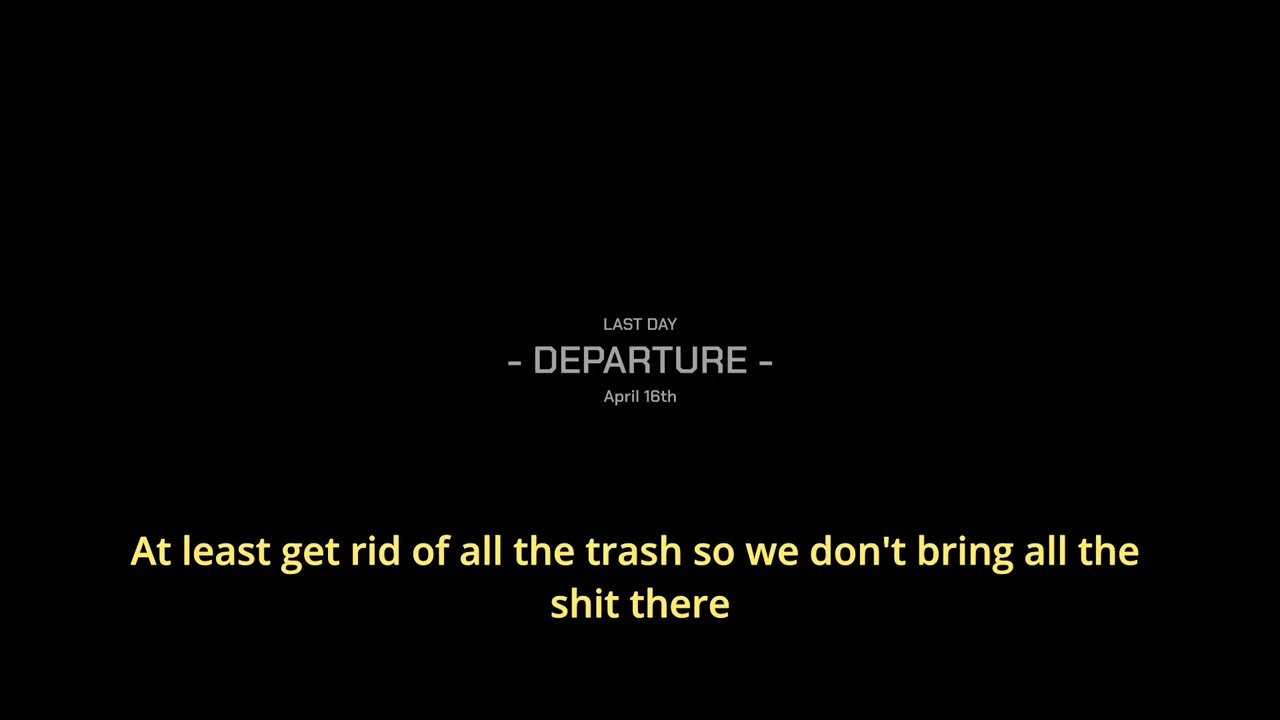 LAST DAY
- DEPARTURE -
April 16th
At least get rid of all the trash so we don't bring all the
shit there